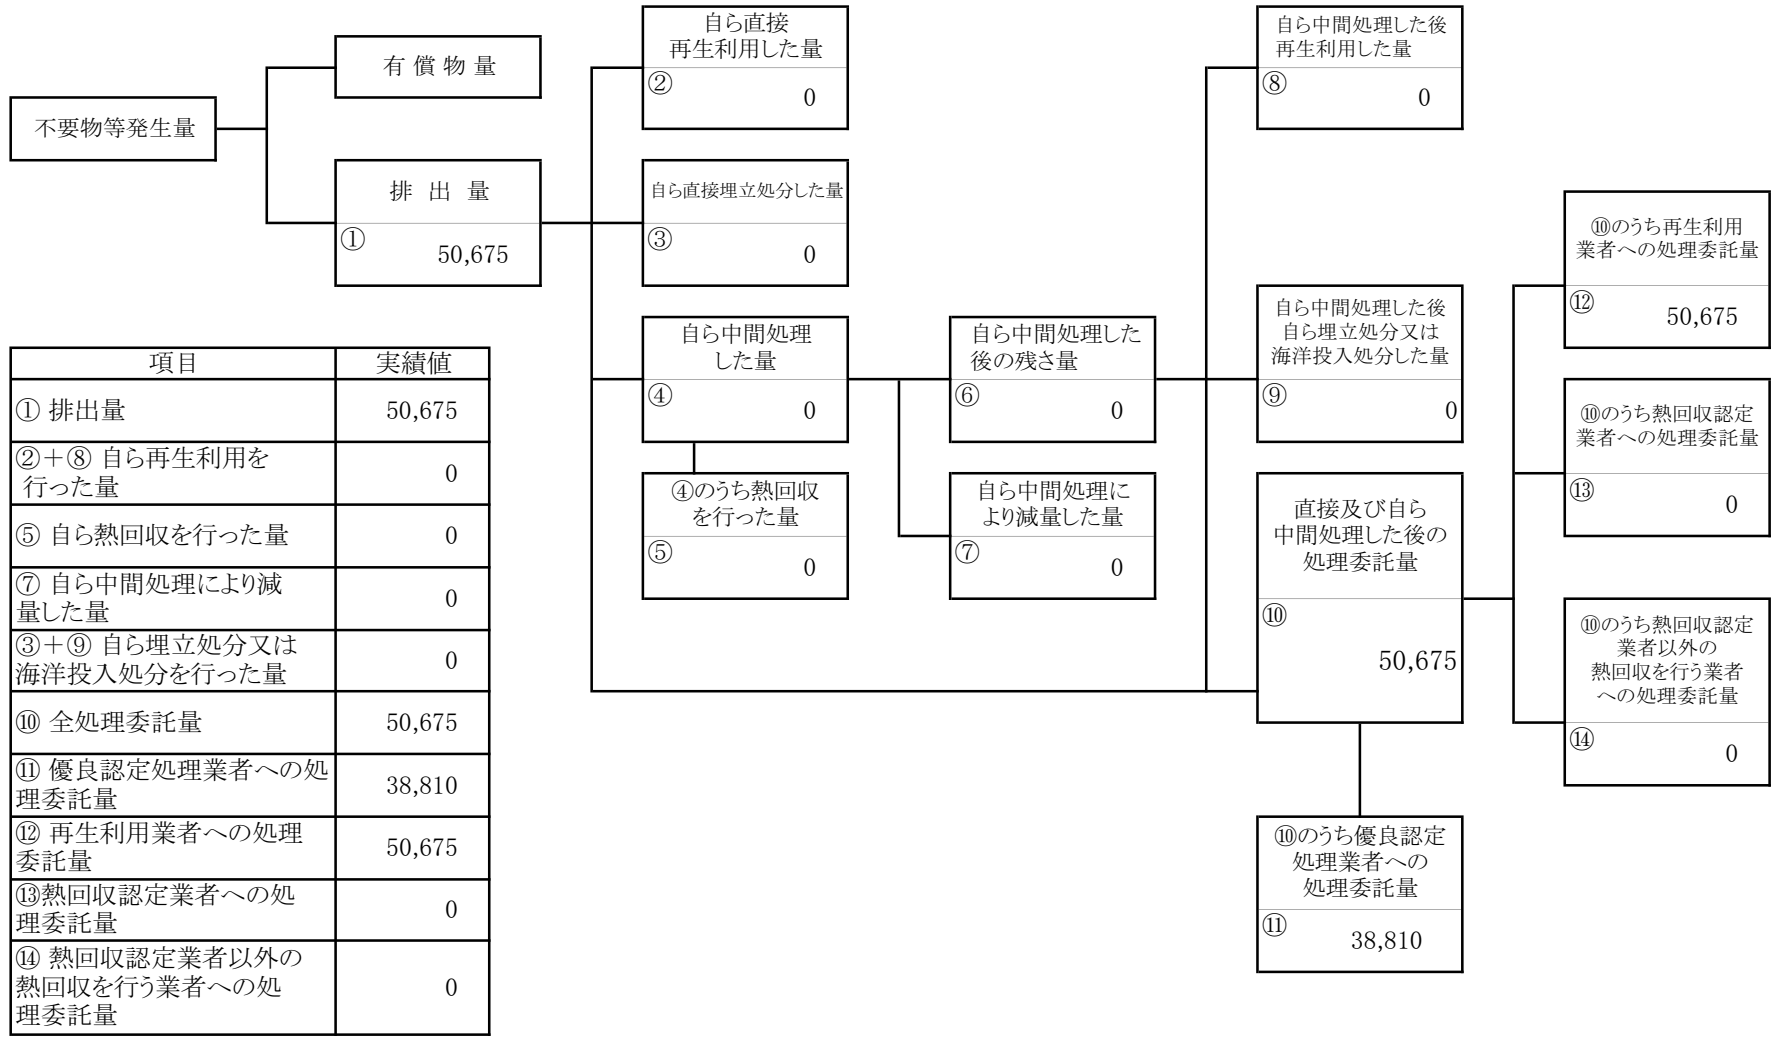 不要物等発生量
有 償 物 量
排 出 量
①
50,675
自ら直接
再生利用した量
②
0
自ら直接埋立処分した量
③
0
自ら中間処理
した量
④
0
④のうち熱回収
を行った量
⑤
0
自ら中間処理した
後の残さ量
⑥
0
自ら中間処理に
より減量した量
⑦
0
自ら中間処理した後
再生利用した量
⑧
0
自ら中間処理した後
自ら埋立処分又は
海洋投入処分した量
⑨
0
直接及び自ら
中間処理した後の
処理委託量
⑩
50,675
⑩のうち優良認定
処理業者への
処理委託量
⑪
38,810
⑩のうち再生利用
業者への処理委託量
⑫
50,675
⑩のうち熱回収認定
業者への処理委託量
⑬
0
⑩のうち熱回収認定
業者以外の
熱回収を行う業者
への処理委託量
⑭
0
項目 実績値
① 排出量 50,675
②＋⑧ 自ら再生利用を
行った量 0
⑤ 自ら熱回収を行った量 0
⑦ 自ら中間処理により減
量した量 0
③＋⑨ 自ら埋立処分又は
海洋投入処分を行った量 0
⑩ 全処理委託量 50,675
⑪ 優良認定処理業者への処
理委託量 38,810
⑫ 再生利用業者への処理
委託量 50,675
⑬熱回収認定業者への処
理委託量 0
⑭ 熱回収認定業者以外の
熱回収を行う業者への処
理委託量 0